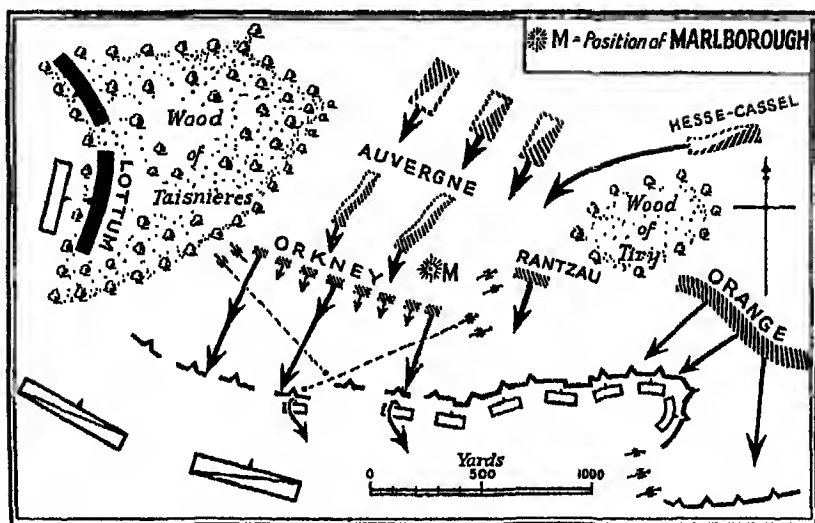 M = Position of MARLBOROUGH
HESSE-CASSEL
Wood
of
Taisnieres
LOTTUM
AUVERGNE
Wood
of
Tiry
ORKNEY
M
RANTZAU
ORANGE
Yards
0 500 1000